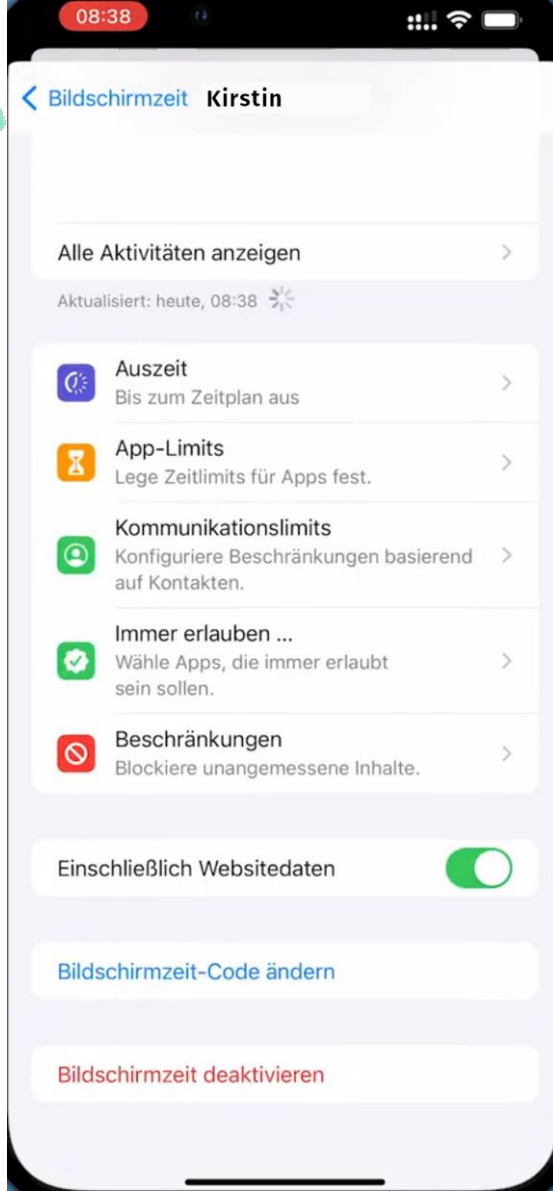 08:38
Bildschirmzeit Kirstin
Alle Aktivitäten anzeigen
Aktualisiert: heute, 08:38
Auszeit
Bis zum Zeitplan aus
App-Limits
Lege Zeitlimits für Apps fest.
Kommunikationslimits
Konfiguriere Beschränkungen basierend
auf Kontakten.
Immer erlauben ...
Wähle Apps, die immer erlaubt
sein sollen.
Beschränkungen
Blockiere unangemessene Inhalte.
Einschließlich Websitedaten
Bildschirmzeit-Code ändern
Bildschirmzeit deaktivieren